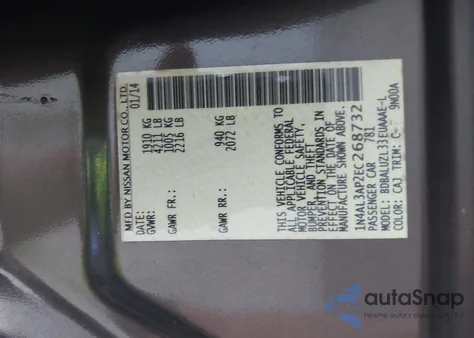 MFD BY NISSAN MOTOR CO., LTD.
DATE: 01/14
GVWR: 1910 KG
4211 LB
GAWR FR.: 1005 KG
2216 LB
GAWR RR.: 940 KG
2072 LB
THIS VEHICLE CONFORMS TO
ALL APPLICABLE FEDERAL
MOTOR VEHICLE SAFETY,
BUMPER, AND THEFT
PREVENTION STANDARDS IN
EFFECT ON THE DATE OF
MANUFACTURE SHOWN ABOVE.
1N4AL3AP2EC268732
PASSENGER CAR 781
MODEL: BDBALUZL33EUAAAE-L
COLOR: CAJ TRIM: 9N00A
autoSnap